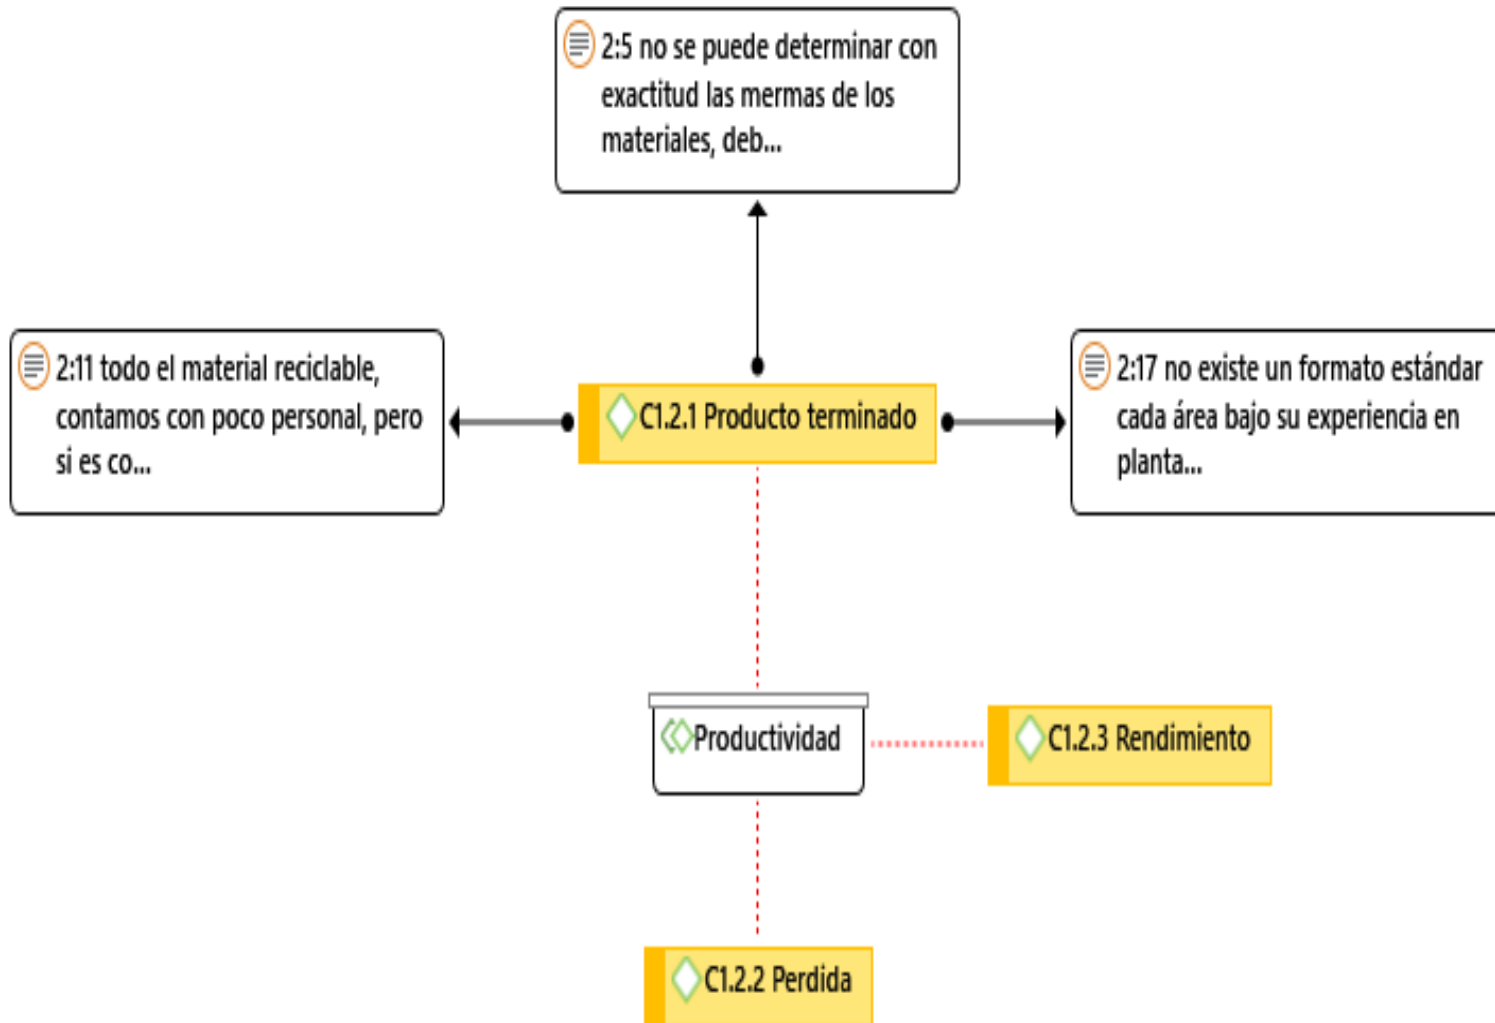 2:5 no se puede determinar con
exactitud las mermas de los
materiales, deb...
2:11 todo el material reciclable,
contamos con poco personal, pero
si es co...
C1.2.1 Producto terminado
2:17 no existe un formato estándar
cada área bajo su experiencia en
planta...
Productividad
C1.2.3 Rendimiento
C1.2.2 Perdida